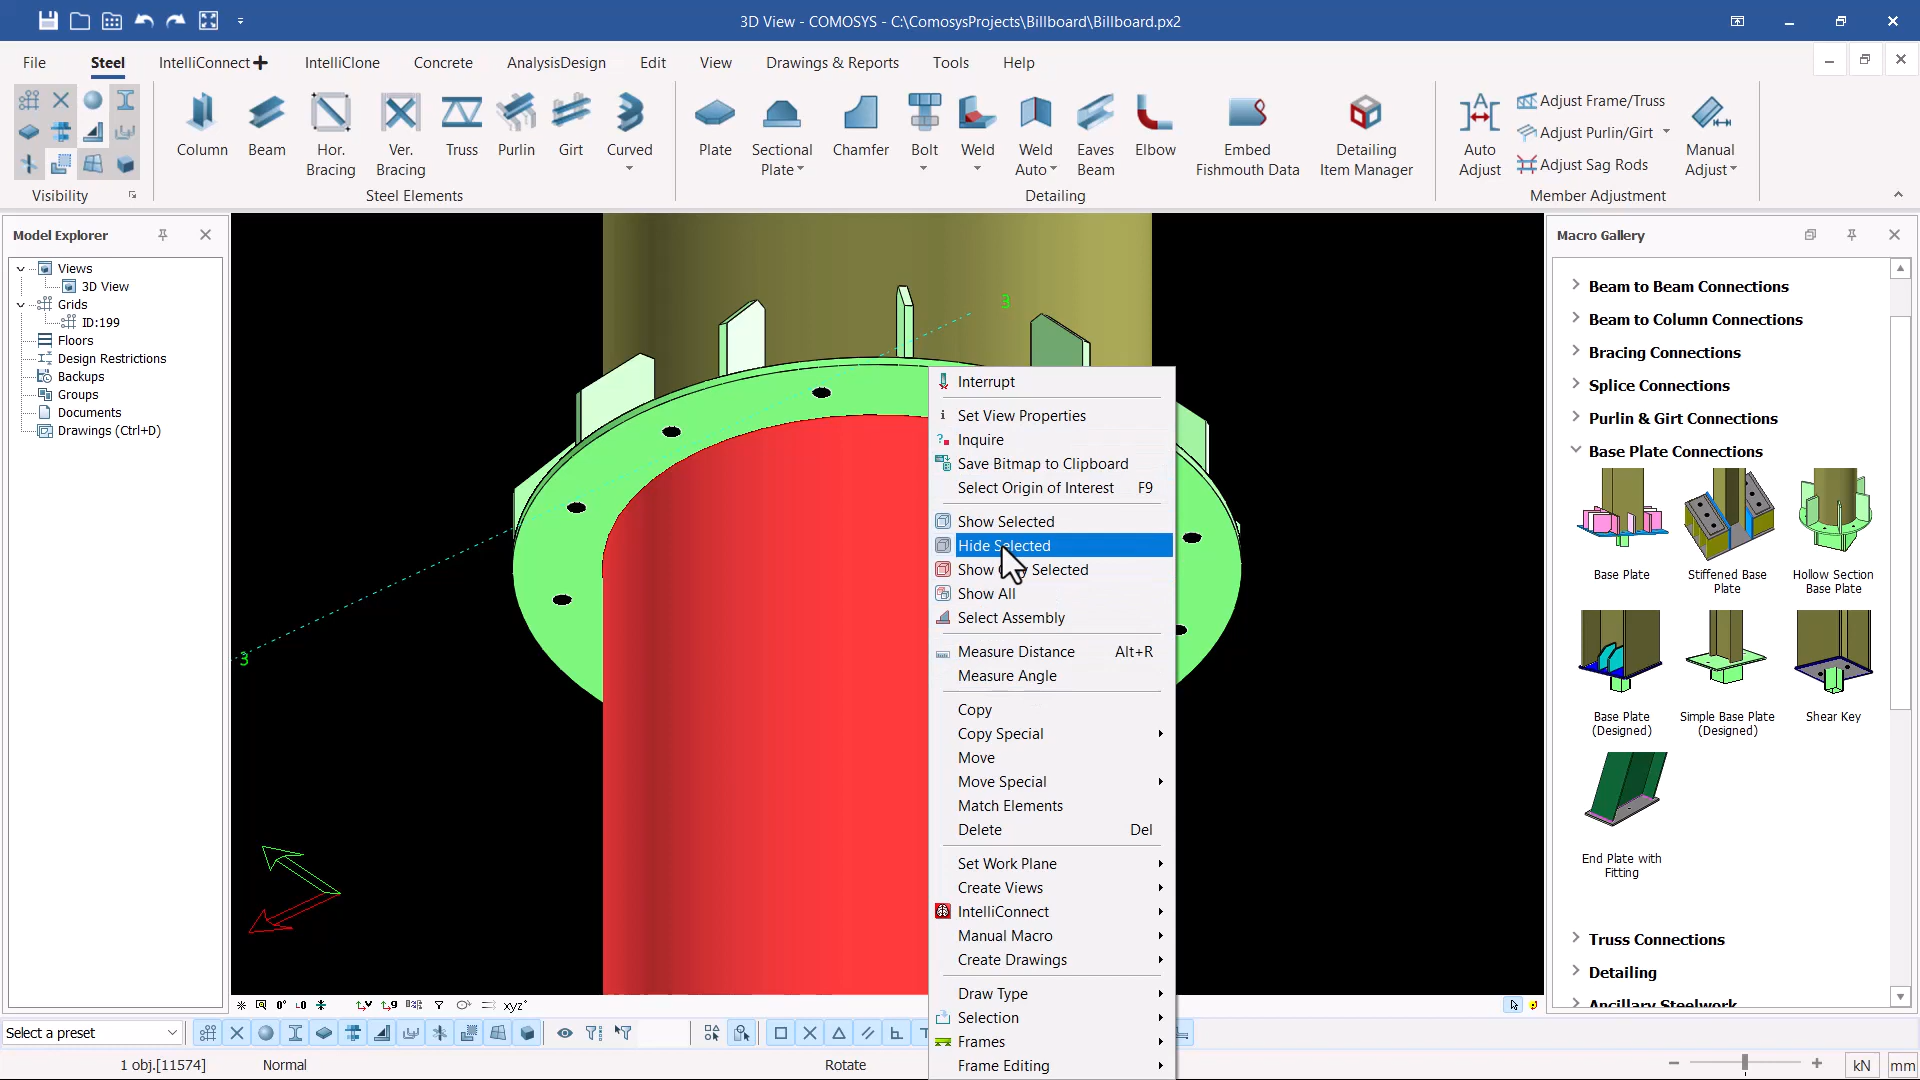 3D View - COMOSYS - C:\ComosysProjects\Billboard\Billboard.px2
File
Steel
IntelliConnect
IntelliClone
Concrete
AnalysisDesign
Edit
View
Drawings & Reports
Tools
Help
Column
Beam
Hor. Bracing
Ver. Bracing
Truss
Purlin
Girt
Curved
Plate
Sectional Plate
Chamfer
Bolt
Weld
Weld Auto
Eaves Beam
Elbow
Embed Fishmouth Data
Detailing Item Manager
Auto Adjust
Adjust Frame/Truss
Adjust Purlin/Girt
Adjust Sag Rods
Manual Adjust
Visibility
Steel Elements
Detailing
Member Adjustment
Model Explorer
Views
3D View
Grids
ID:199
Floors
Design Restrictions
Backups
Groups
Documents
Drawings (Ctrl+D)
3
3
Interrupt
Set View Properties
Inquire
Save Bitmap to Clipboard
Select Origin of Interest F9
Show Selected
Hide Selected
Show Only Selected
Show All
Select Assembly
Measure Distance Alt+R
Measure Angle
Copy
Copy Special
Move
Move Special
Match Elements
Delete Del
Set Work Plane
Create Views
IntelliConnect
Manual Macro
Create Drawings
Draw Type
Selection
Frames
Frame Editing
Macro Gallery
Beam to Beam Connections
Beam to Column Connections
Bracing Connections
Splice Connections
Purlin & Girt Connections
Base Plate Connections
Base Plate
Stiffened Base Plate
Hollow Section Base Plate
Base Plate (Designed)
Simple Base Plate (Designed)
Shear Key
End Plate with Fitting
Truss Connections
Detailing
Ancillary Steelwork
xyz
Select a preset
1 obj.[11574]
Normal
Rotate
kN
mm